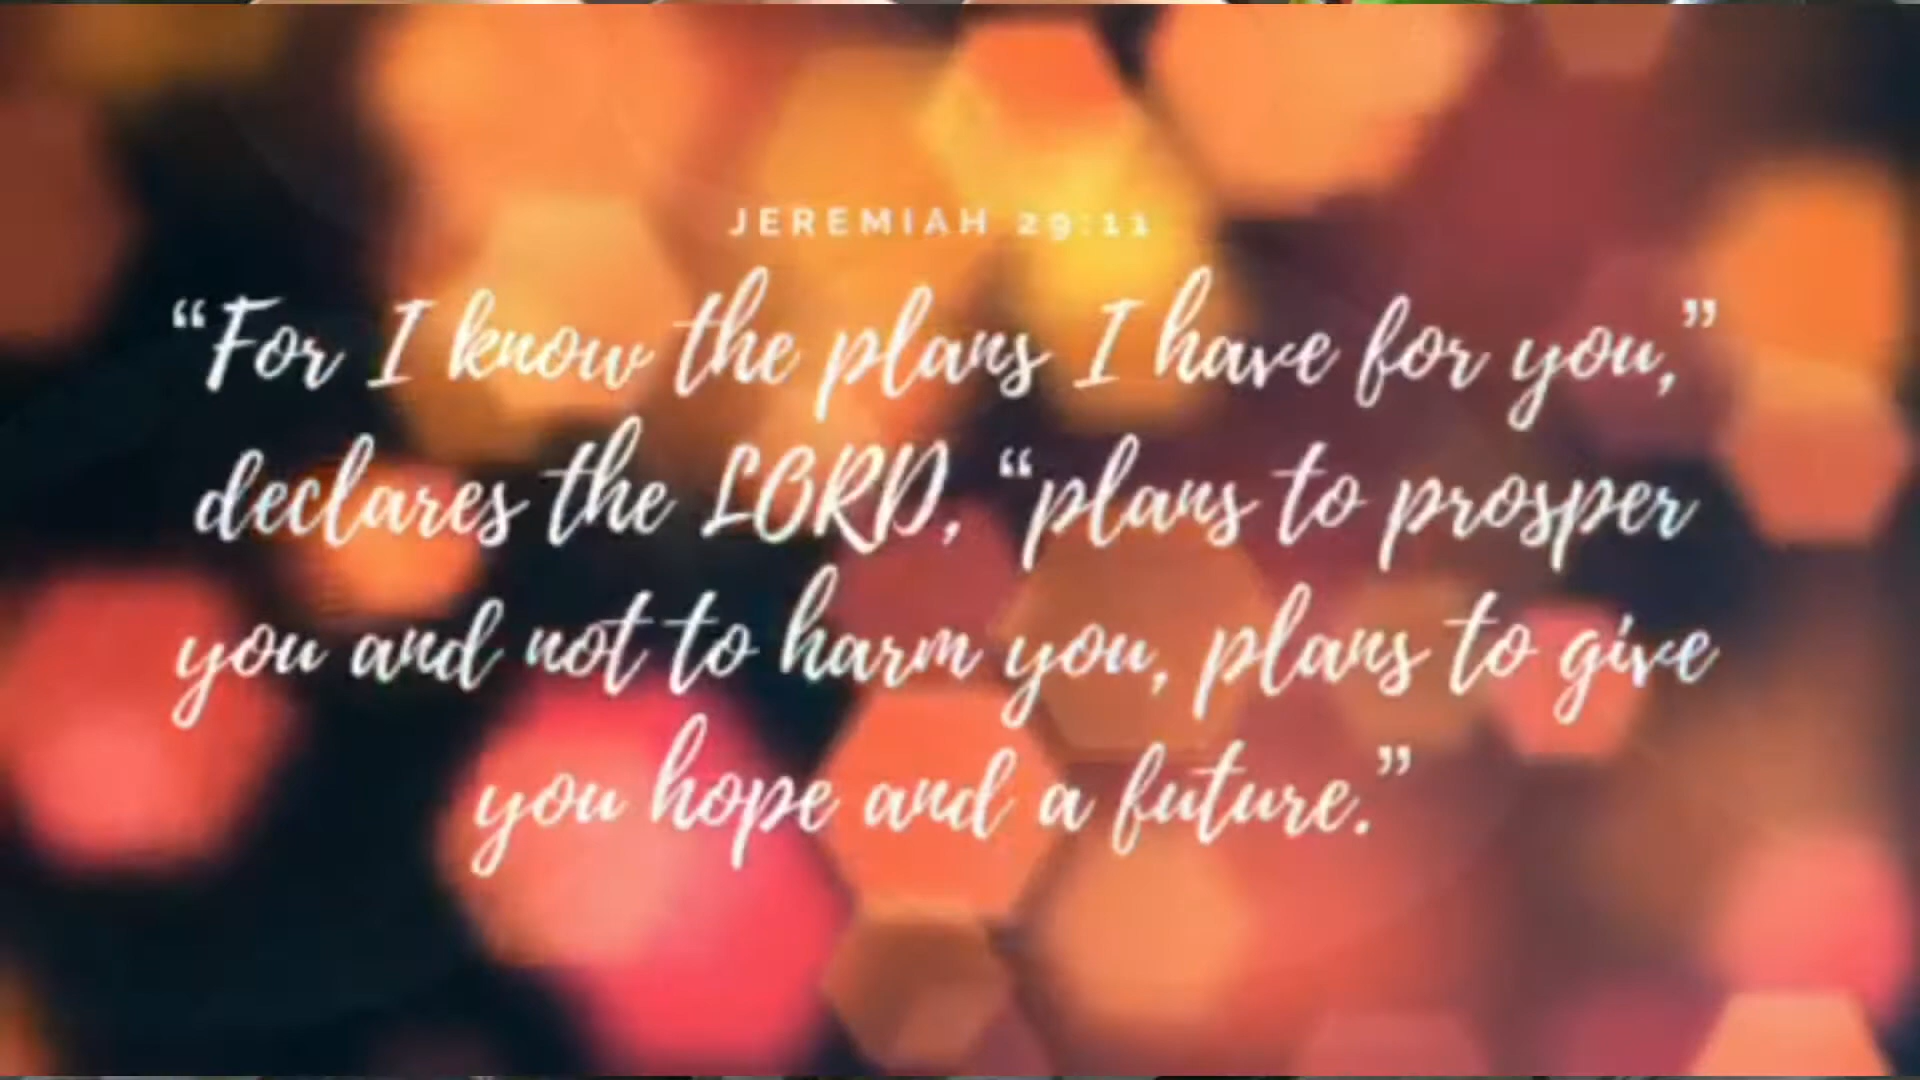 JEREMIAH 29:11
“For I know the plans I have for you,”
declares the LORD, “plans to prosper
you and not to harm you, plans to give
you hope and a future.”